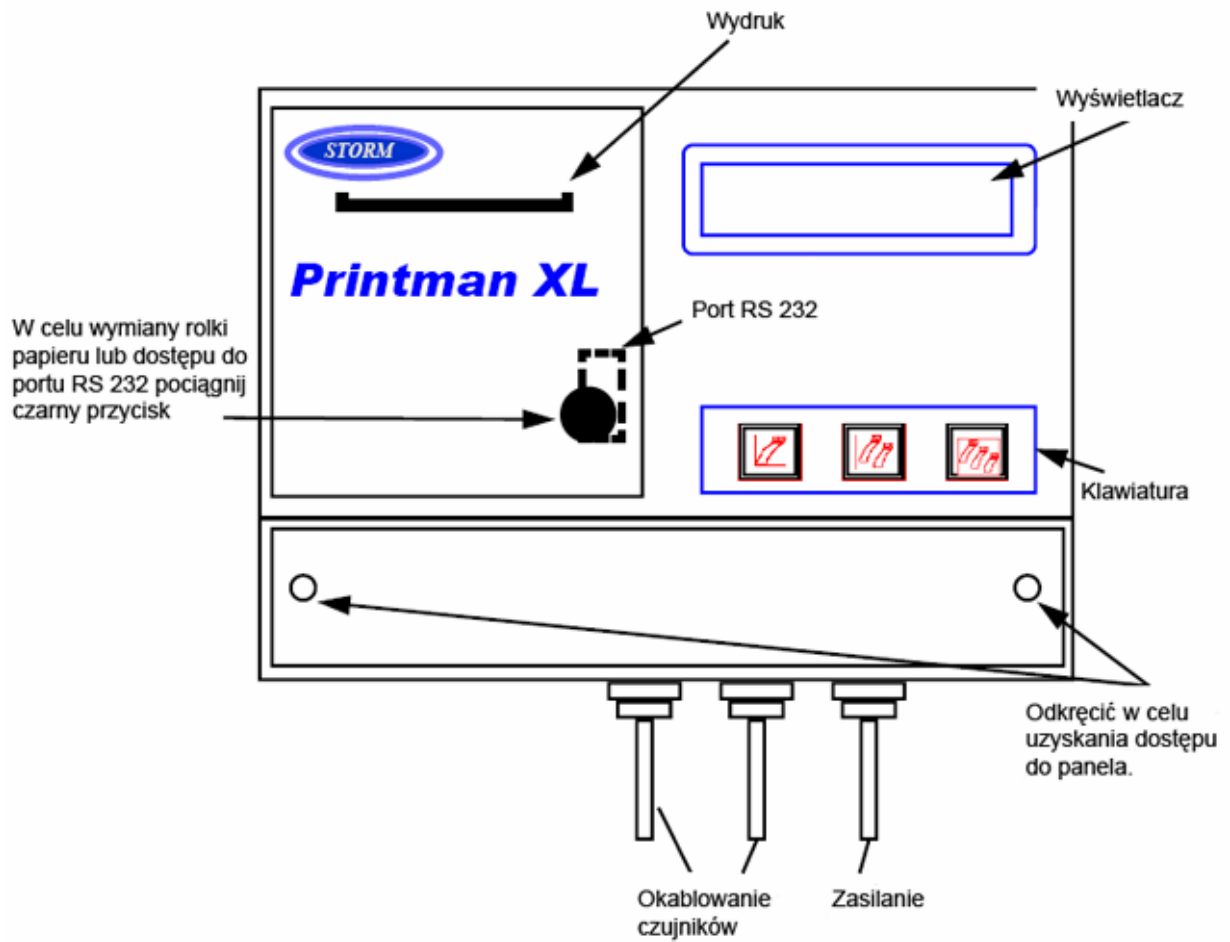 Wydruk
Wyświetlacz
STORM
Printman XL
Port RS 232
W celu wymiany rolki
papieru lub dostępu do
portu RS 232 pociągnij
czarny przycisk
Klawiatura
Odkręcić w celu
uzyskania dostępu
do panela.
Okablowanie
czujników
Zasilanie